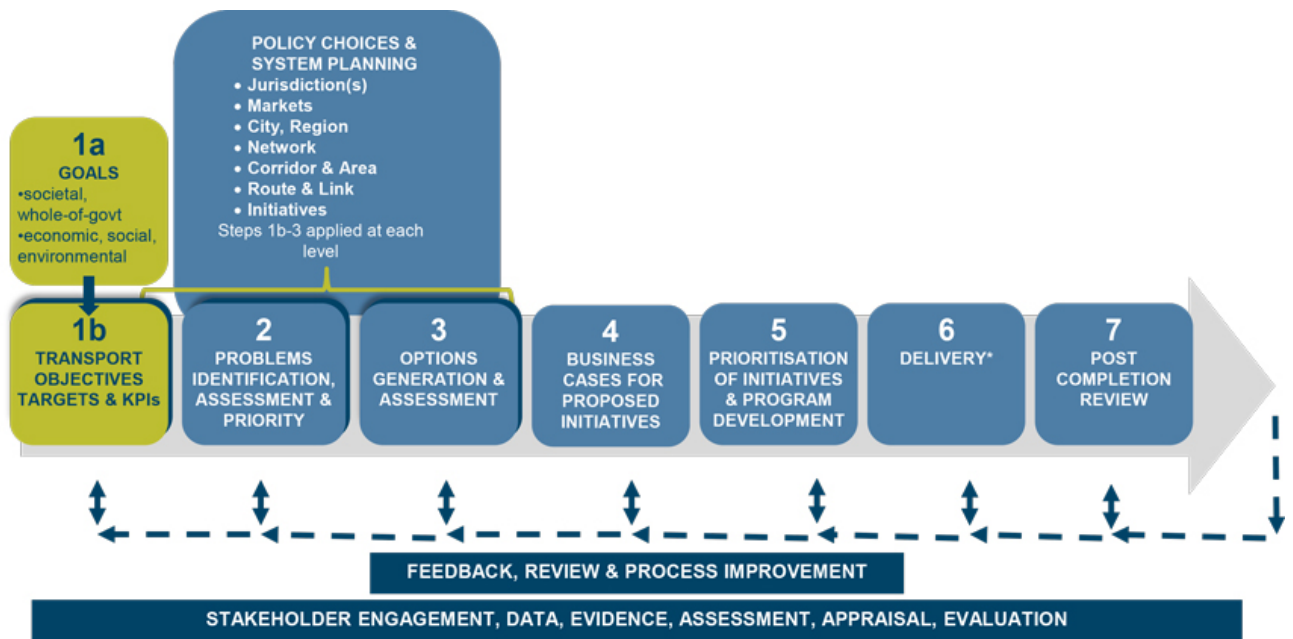 POLICY CHOICES &
SYSTEM PLANNING
• Jurisdiction(s)
• Markets
• City, Region
• Network
• Corridor & Area
• Route & Link
• Initiatives
Steps 1b-3 applied at each
level
1a
GOALS
•societal,
whole-of-govt
•economic, social,
environmental
1b
TRANSPORT
OBJECTIVES
TARGETS & KPIs
2
PROBLEMS
IDENTIFICATION,
ASSESSMENT &
PRIORITY
3
OPTIONS
GENERATION &
ASSESSMENT
4
BUSINESS
CASES FOR
PROPOSED
INITIATIVES
5
PRIORITISATION
OF INITIATIVES
& PROGRAM
DEVELOPMENT
6
DELIVERY*
7
POST
COMPLETION
REVIEW
FEEDBACK, REVIEW & PROCESS IMPROVEMENT
STAKEHOLDER ENGAGEMENT, DATA, EVIDENCE, ASSESSMENT, APPRAISAL, EVALUATION